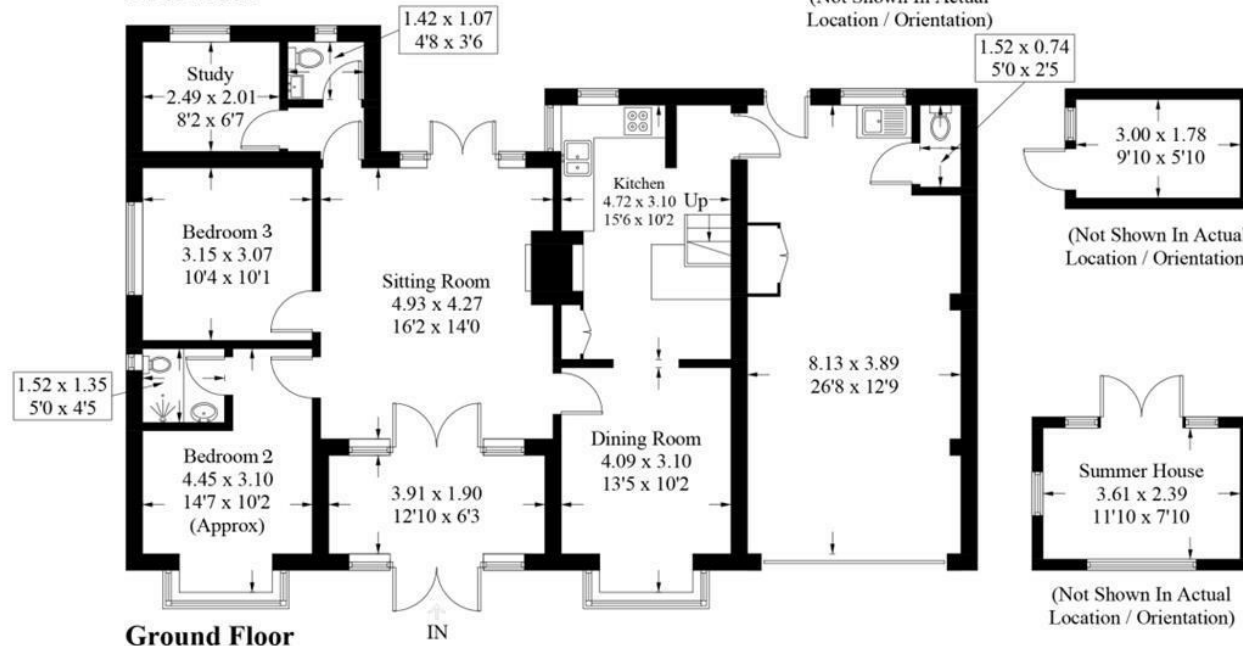 (Not Shown In Actual
Location / Orientation)
1.42 x 1.07
4'8 x 3'6
1.52 x 0.74
5'0 x 2'5
Study
2.49 x 2.01
8'2 x 6'7
3.00 x 1.78
9'10 x 5'10
(Not Shown In Actual
Location / Orientation
Kitchen
4.72 x 3.10
15'6 x 10'2
Up
Bedroom 3
3.15 x 3.07
10'4 x 10'1
Sitting Room
4.93 x 4.27
16'2 x 14'0
8.13 x 3.89
26'8 x 12'9
1.52 x 1.35
5'0 x 4'5
Bedroom 2
4.45 x 3.10
14'7 x 10'2
(Approx)
3.91 x 1.90
12'10 x 6'3
Dining Room
4.09 x 3.10
13'5 x 10'2
Summer House
3.61 x 2.39
11'10 x 7'10
(Not Shown In Actual
Location / Orientation)
IN
Ground Floor